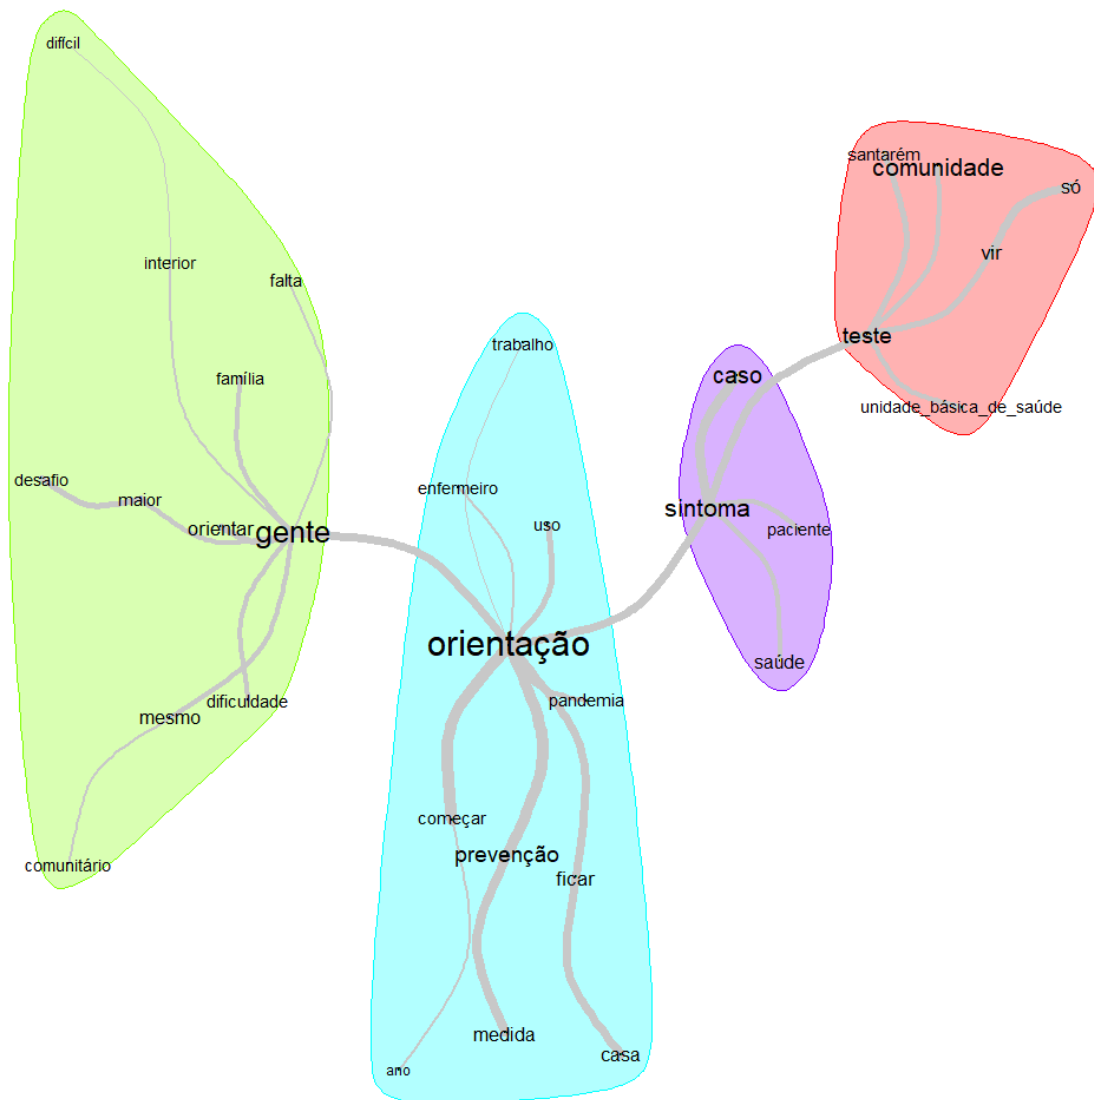 difícil
interior
falta
família
desafio
maior
orientar
gente
dificuldade
mesmo
comunitário
trabalho
enfermeiro
uso
orientação
pandemia
começar
prevenção
ficar
medida
casa
ano
caso
sintoma
paciente
saúde
santarém
comunidade
só
vir
teste
unidade_básica_de_saúde